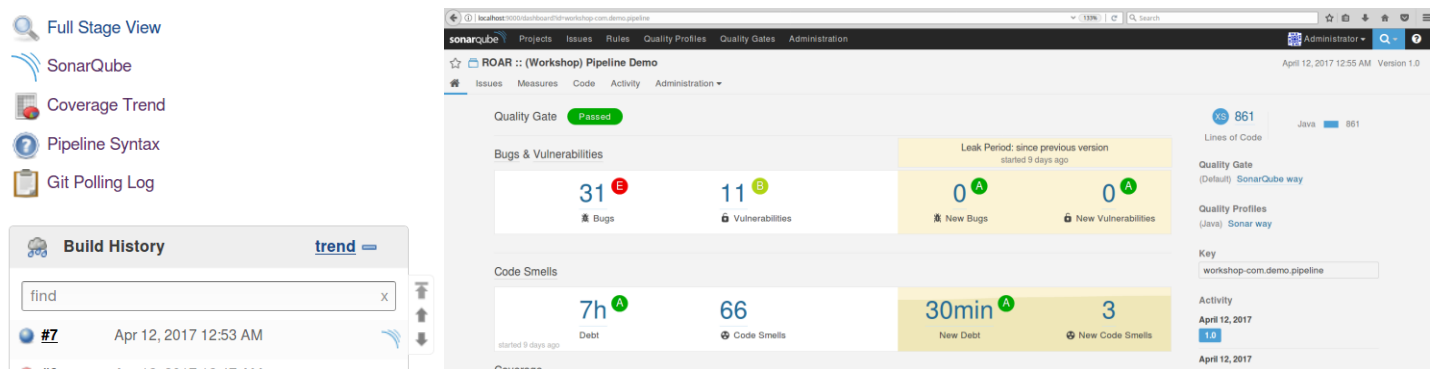 Full Stage View
SonarQube
Coverage Trend
Pipeline Syntax
Git Polling Log
Build History trend
find x
#7 Apr 12, 2017 12:53 AM
localhost:9000/dashboard?id=workshop-com.demo.pipeline 133% Search
sonarqube Projects Issues Rules Quality Profiles Quality Gates Administration Administrator
ROAR :: (Workshop) Pipeline Demo April 12, 2017 12:55 AM Version 1.0
Issues Measures Code Activity Administration
Quality Gate Passed
Bugs & Vulnerabilities
Leak Period: since previous version
started 9 days ago
31 E 11 B 0 A 0 A
Bugs Vulnerabilities New Bugs New Vulnerabilities
Code Smells
7h A 66 30min A 3
Debt Code Smells New Debt New Code Smells
started 9 days ago
Coverage
XS 861 Java 861
Lines of Code
Quality Gate
(Default) SonarQube way
Quality Profiles
(Java) Sonar way
Key
workshop-com.demo.pipeline
Activity
April 12, 2017
1.0
April 12, 2017